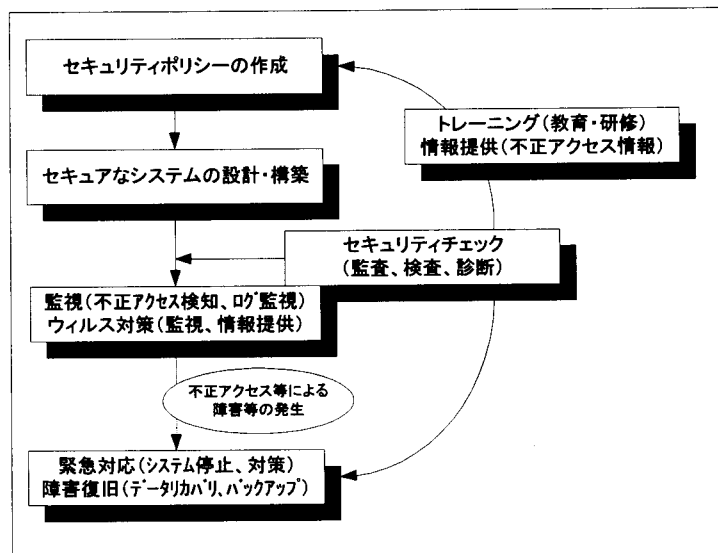 セキュリティポリシーの作成
トレーニング(教育・研修)
情報提供(不正アクセス情報)
セキュアなシステムの設計・構築
セキュリティチェック
(監査、検査、診断)
監視(不正ｱｸｾｽ検知、ﾛｸﾞ監視)
ウィルス対策(監視、情報提供)
不正アクセス等による
障害等の発生
緊急対応(ｼｽﾃﾑ停止、対策)
障害復旧(ﾃﾞｰﾀﾘｶﾊﾞﾘ、ﾊﾞｯｸｱｯﾌﾟ)